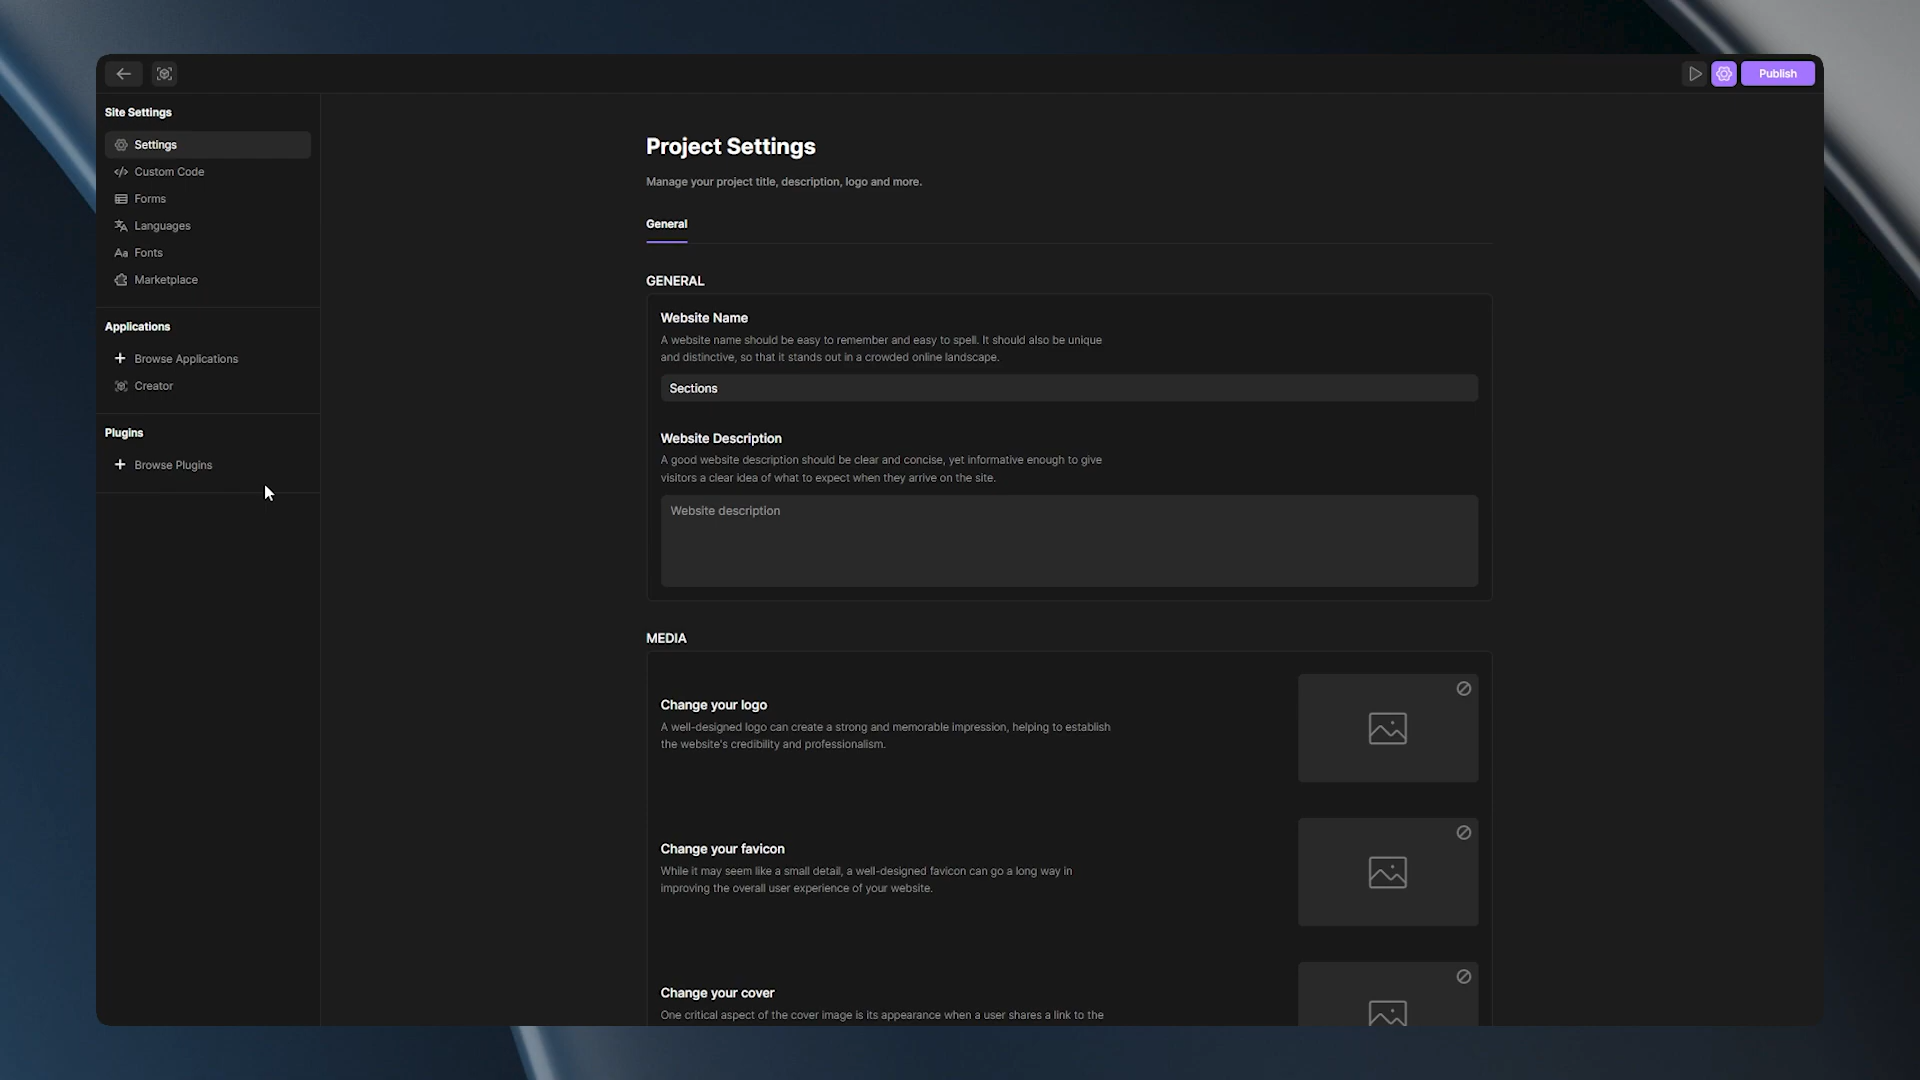 Publish
Site Settings
Settings
Custom Code
Forms
Languages
Aa Fonts
Marketplace
Applications
Browse Applications
Creator
Plugins
Browse Plugins
Project Settings
Manage your project title, description, logo and more.
General
GENERAL
Website Name
A website name should be easy to remember and easy to spell. It should also be unique
and distinctive, so that it stands out in a crowded online landscape.
Sections
Website Description
A good website description should be clear and concise, yet informative enough to give
visitors a clear idea of what to expect when they arrive on the site.
Website description
MEDIA
Change your logo
A well-designed logo can create a strong and memorable impression, helping to establish
the website's credibility and professionalism.
Change your favicon
While it may seem like a small detail, a well-designed favicon can go a long way in
improving the overall user experience of your website.
Change your cover
One critical aspect of the cover image is its appearance when a user shares a link to the